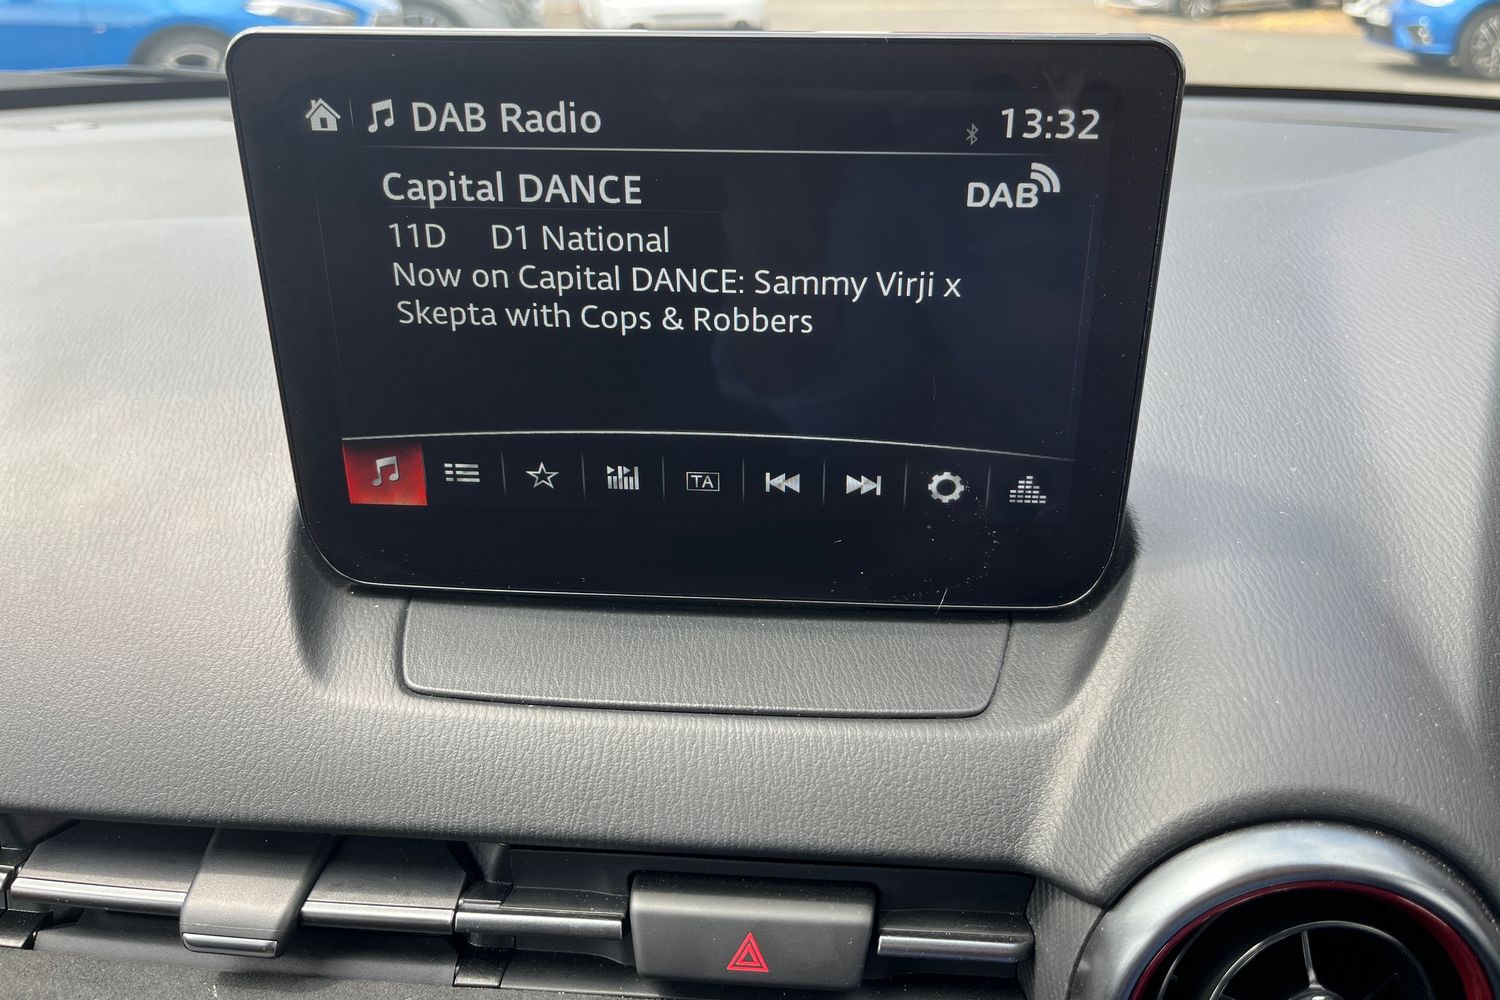 DAB Radio 13:32
Capital DANCE DAB
11D D1 National
Now on Capital DANCE: Sammy Virji x
Skepta with Cops & Robbers
TA